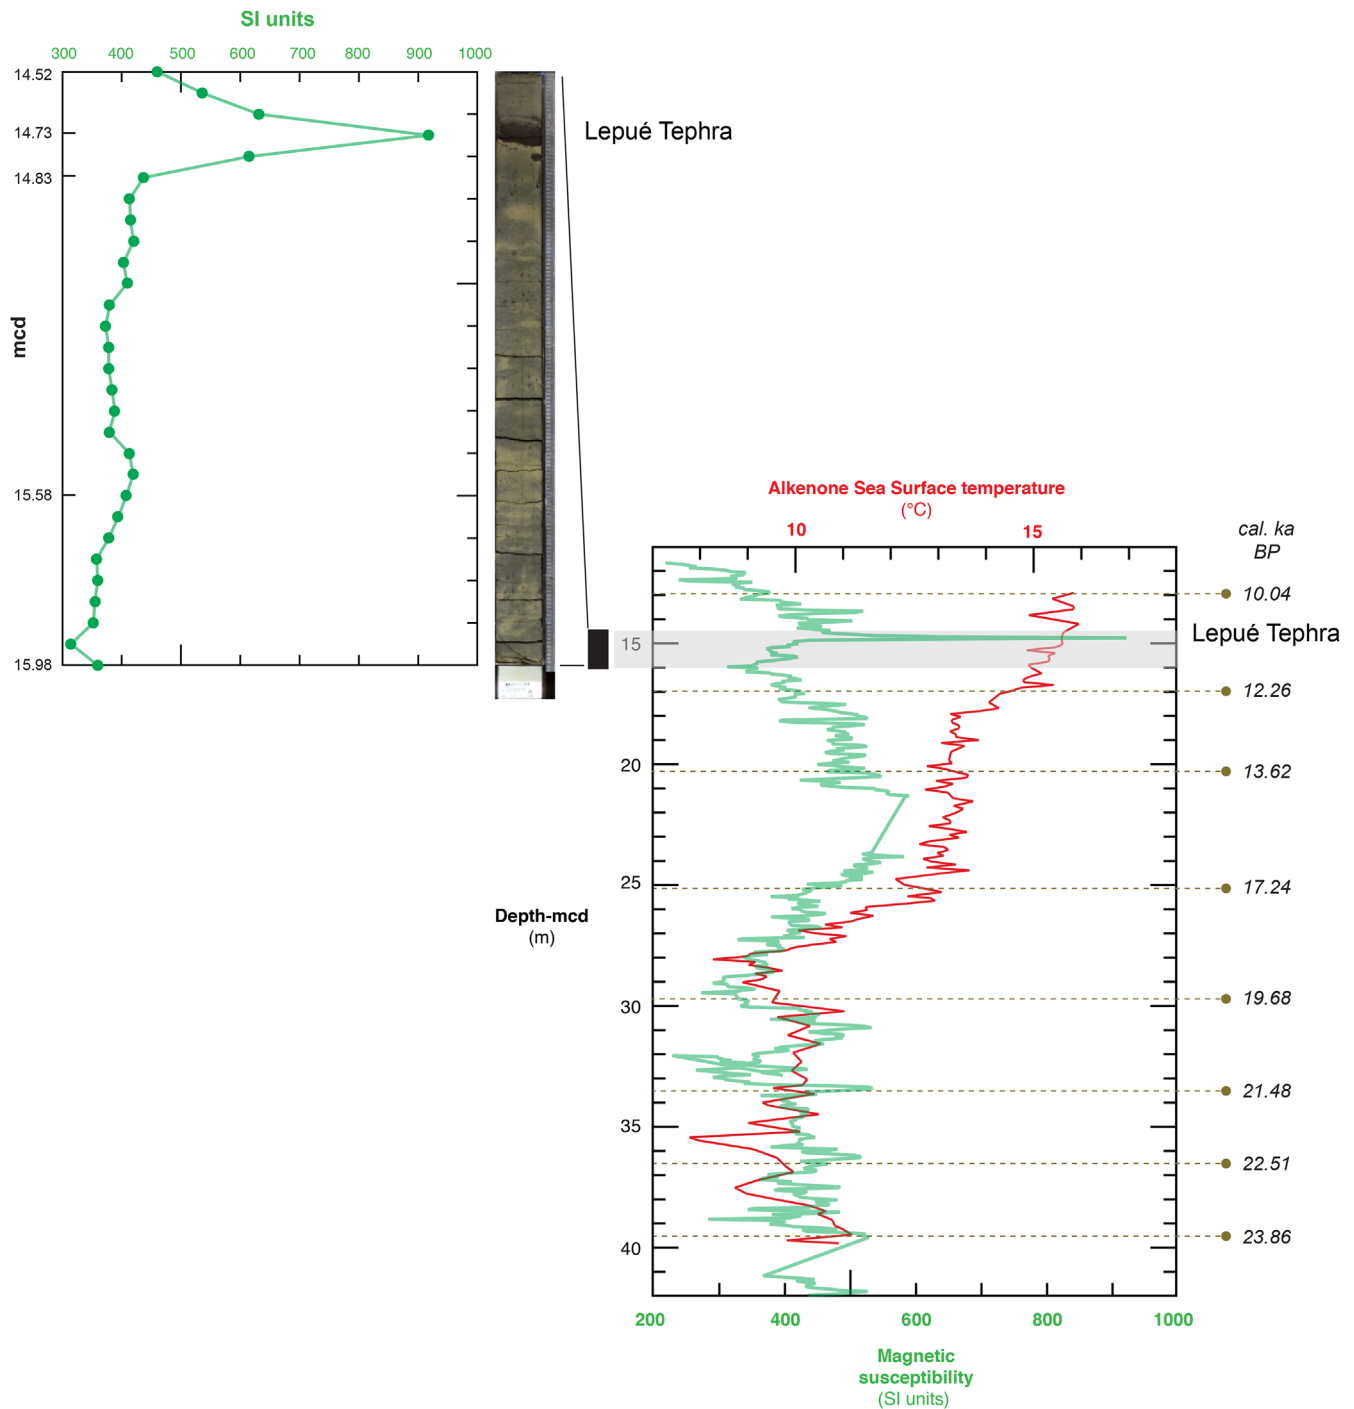 SI units
300 400 500 600 700 800 900 1000
14.52
14.73
14.83
15.58
15.98
mcd
Lepué Tephra
Alkenone Sea Surface temperature
(°C)
10 15
cal. ka
BP
10.04
Lepué Tephra
15
12.26
20
13.62
25
17.24
Depth-mcd
(m)
30
19.68
21.48
35
22.51
23.86
40
200 400 600 800 1000
Magnetic
susceptibility
(SI units)